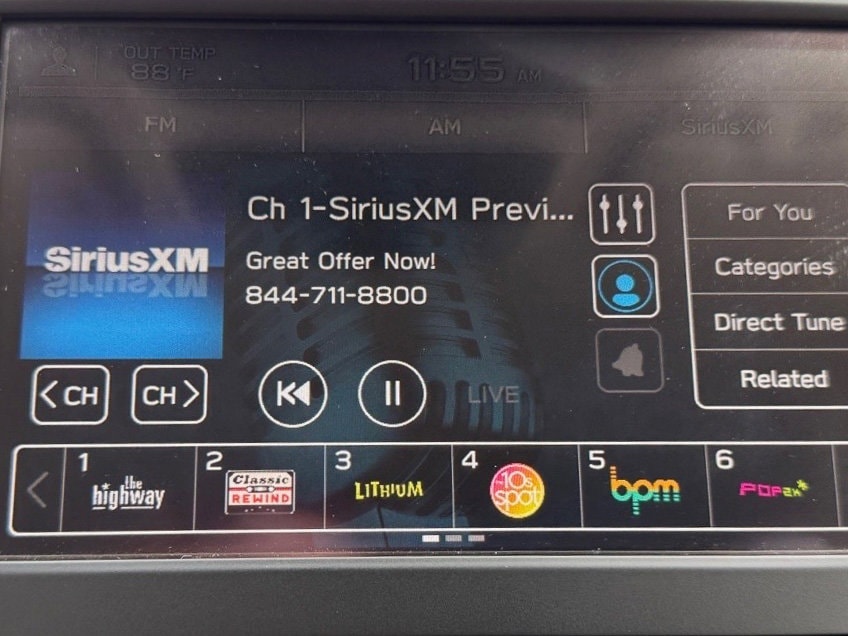 OUT TEMP
88 °F
11:55 AM
FM
AM
SiriusXM
SiriusXM
Ch 1-SiriusXM Previ...
Great Offer Now!
844-711-8800
For You
Categories
Direct Tune
Related
< CH
CH >
LIVE
1
the highway
2
Classic
REWIND
3
LITHIUM
4
-10s
spot
5
bpm
6
POP2K